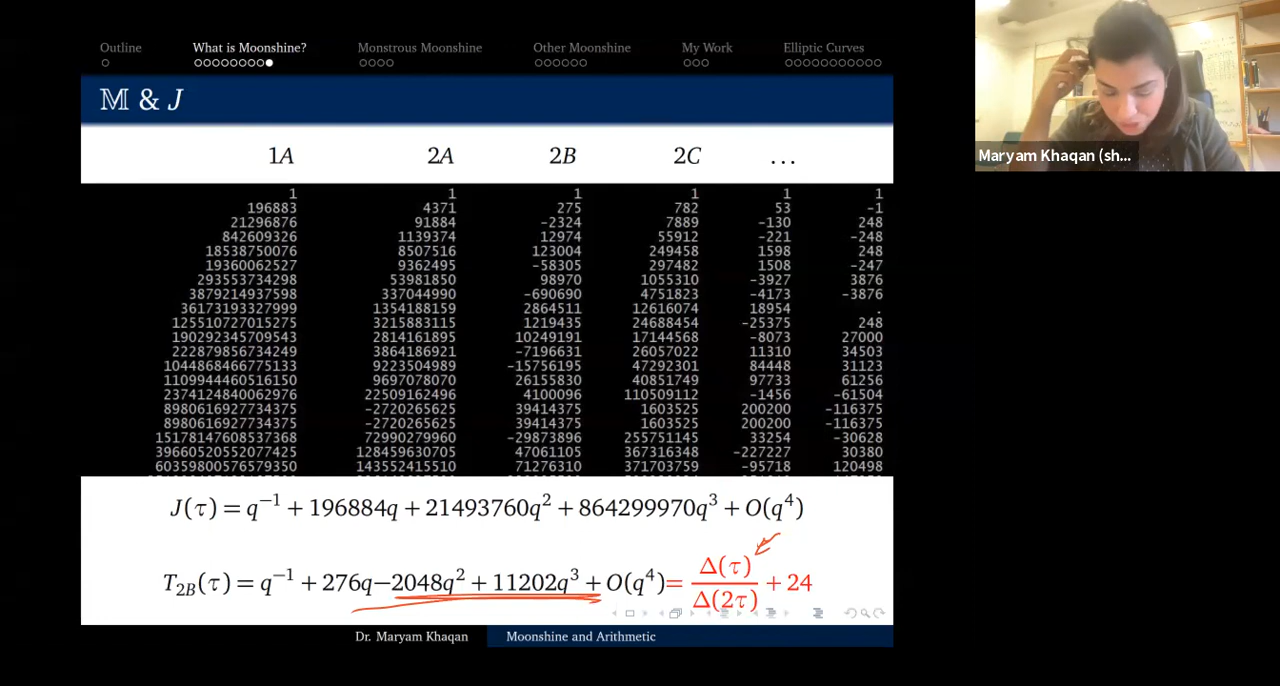 Outline What is Moonshine? Monstrous Moonshine Other Moonshine My Work Elliptic Curves
𝕄 & J
1A 2A 2B 2C ...
1 1 1 1 1 1
196883 4371 275 782 53 -1
21296876 91884 -2324 7889 -130 248
842609326 1139374 12974 55912 -221 -248
18538750076 8507516 123004 249458 1598 248
19360062527 9362495 -58305 297482 1508 -247
293553734298 53981850 98970 1055310 -3927 3876
3879214937598 337044990 -690690 4751823 -4173 -3876
36173193327999 1354188159 2864511 12616074 18954 .
125510727015275 3215883115 1219435 24688454 -25375 248
190292345709543 2814161895 10249191 17144568 -8073 27000
222879856734249 3864186921 -7196631 26057022 11310 34503
1044868466775133 9223504989 -15756195 47292301 84448 31123
1109944460516150 9697078070 26155830 40851749 97733 61256
2374124840062976 22509162496 4100096 110509112 -1456 -61504
8980616927734375 -2720265625 39414375 1603525 200200 -116375
8980616927734375 -2720265625 39414375 1603525 200200 -116375
15178147608537368 72990279960 -29873896 255751145 33254 -30628
39660520552077425 128459630705 47061105 367316348 -227227 30380
60359800576579350 143552415510 71276310 371703759 -95718 120498
J(τ) = q⁻¹ + 196884q + 21493760q² + 864299970q³ + O(q⁴)
T₂B(τ) = q⁻¹ + 276q−2048q² + 11202q³ + O(q⁴)= Δ(τ)/Δ(2τ) + 24
Dr. Maryam Khaqan Moonshine and Arithmetic
Maryam Khaqan (sh...